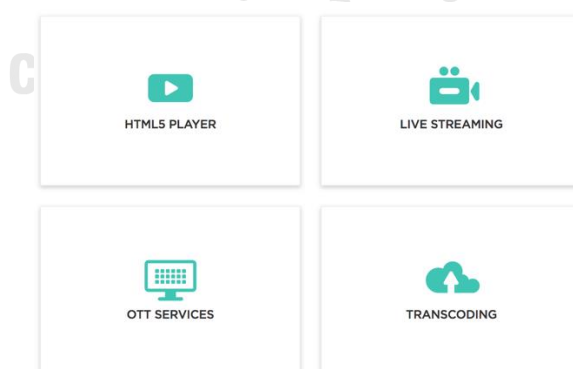 HTML5 PLAYER
LIVE STREAMING
OTT SERVICES
TRANSCODING